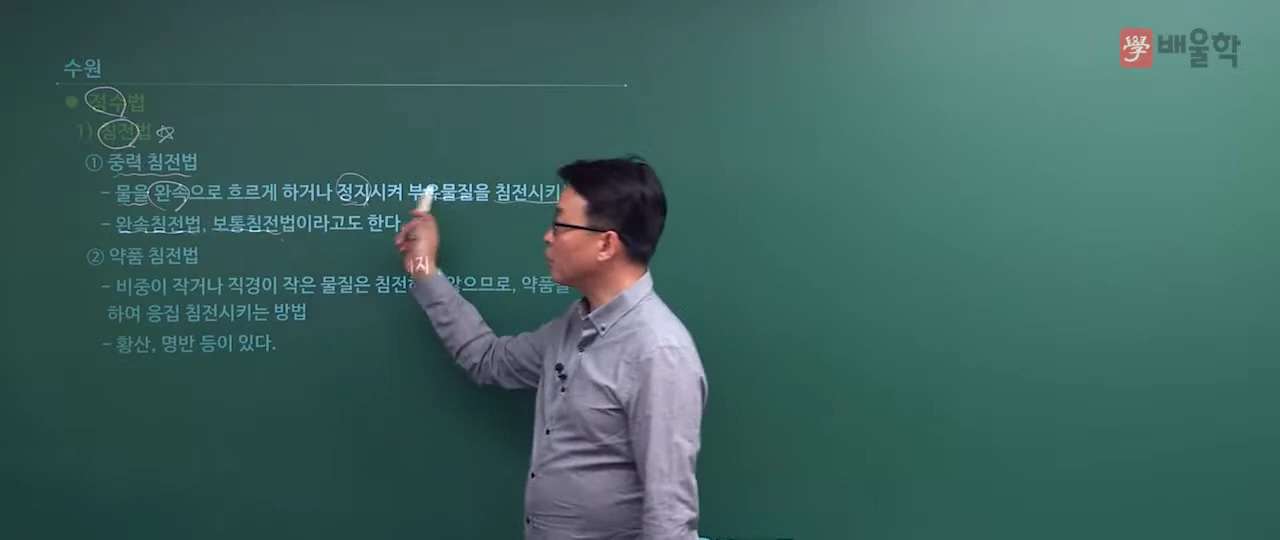 學 배울학
수원
● 정수법
1) 침전법 ☆
① 중력 침전법
– 물을 완속으로 흐르게 하거나 정지시켜 부유물질을 침전시키
– 완속침전법, 보통침전법이라고도 한다
② 약품 침전법
지
– 비중이 작거나 직경이 작은 물질은 침전하 않으므로, 약품을
하여 응집 침전시키는 방법
– 황산, 명반 등이 있다.